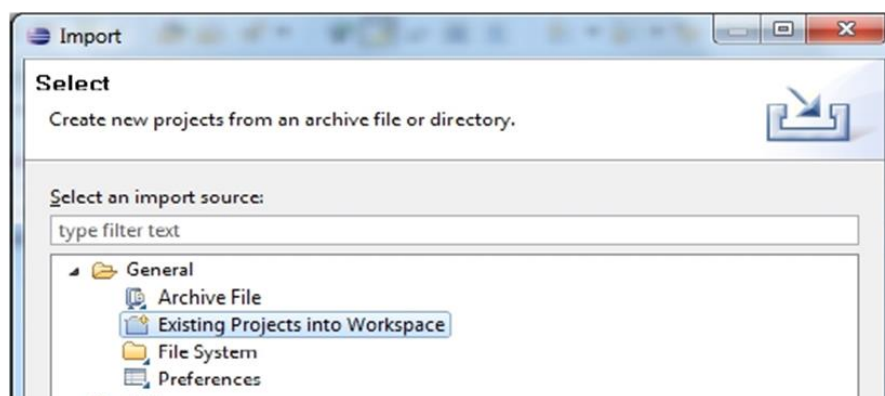 Import
Select
Create new projects from an archive file or directory.
Select an import source:
type filter text
General
Archive File
Existing Projects into Workspace
File System
Preferences